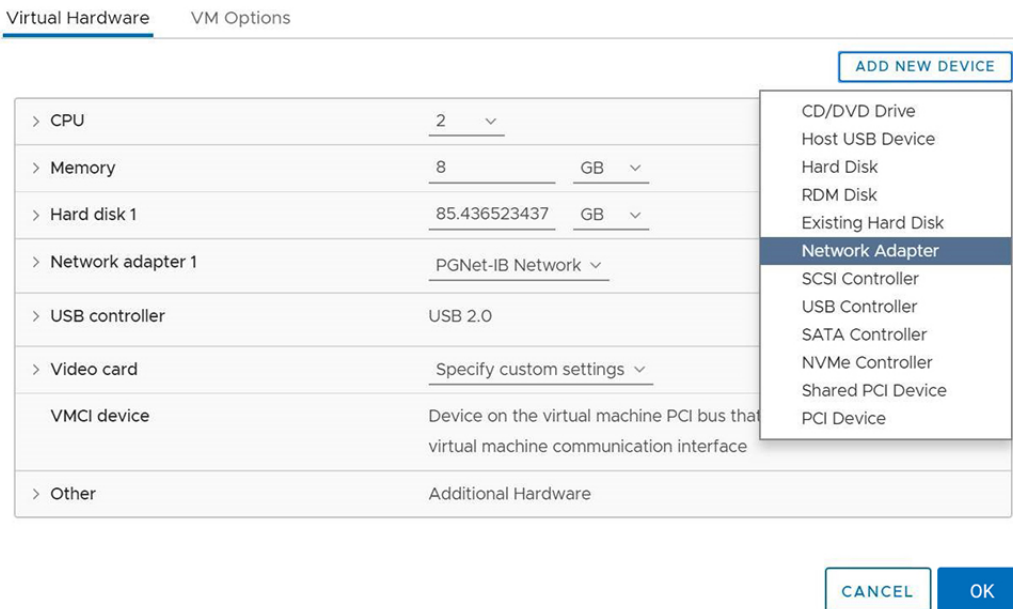 Virtual Hardware VM Options
ADD NEW DEVICE
CPU 2
Memory 8 GB
Hard disk 1 85.436523437 GB
Network adapter 1 PGNet-IB Network
USB controller USB 2.0
Video card Specify custom settings
VMCI device Device on the virtual machine PCI bus that
virtual machine communication interface
Other Additional Hardware
CD/DVD Drive
Host USB Device
Hard Disk
RDM Disk
Existing Hard Disk
Network Adapter
SCSI Controller
USB Controller
SATA Controller
NVMe Controller
Shared PCI Device
PCI Device
CANCEL OK